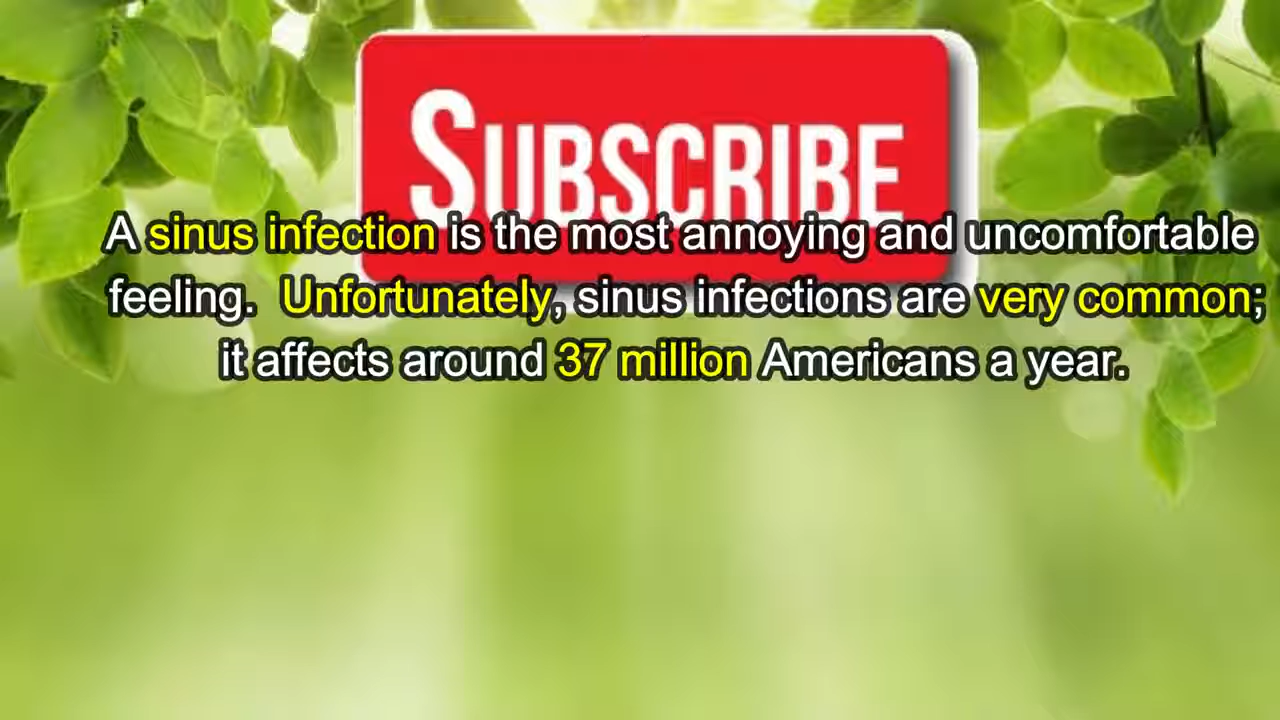 SUBSCRIBE
A sinus infection is the most annoying and uncomfortable
feeling. Unfortunately, sinus infections are very common;
it affects around 37 million Americans a year.